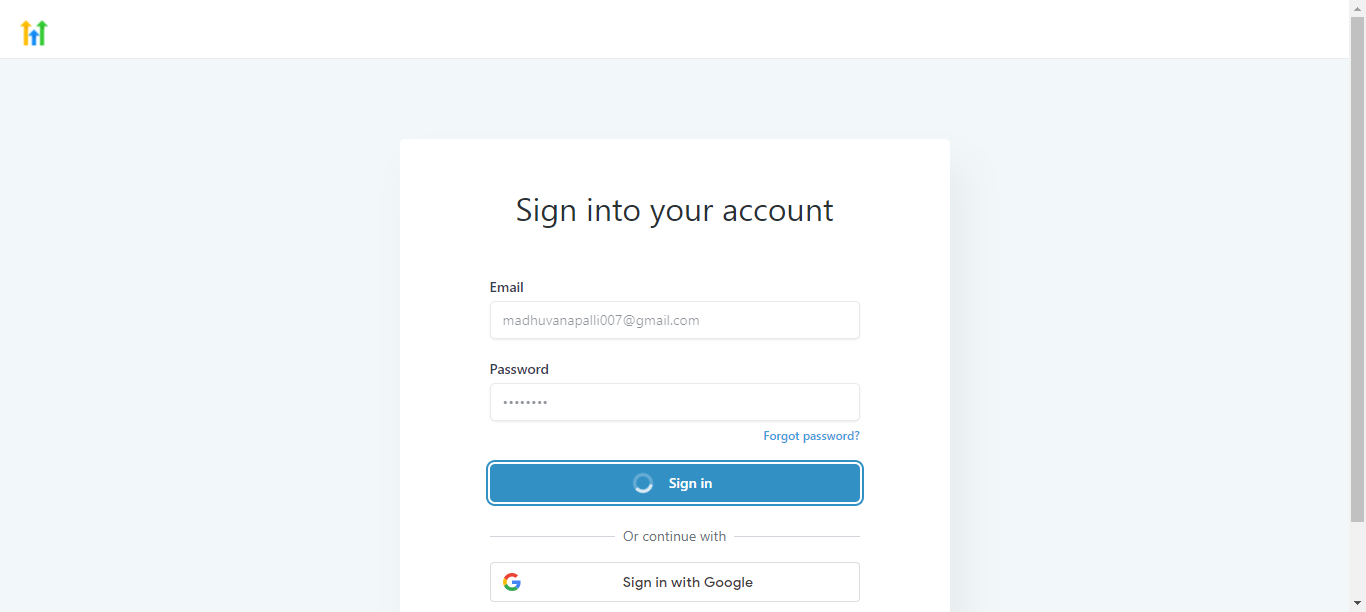 Sign into your account
Email
madhuvanapalli007@gmail.com
Password
••••••••
Forgot password?
Sign in
Or continue with
Sign in with Google